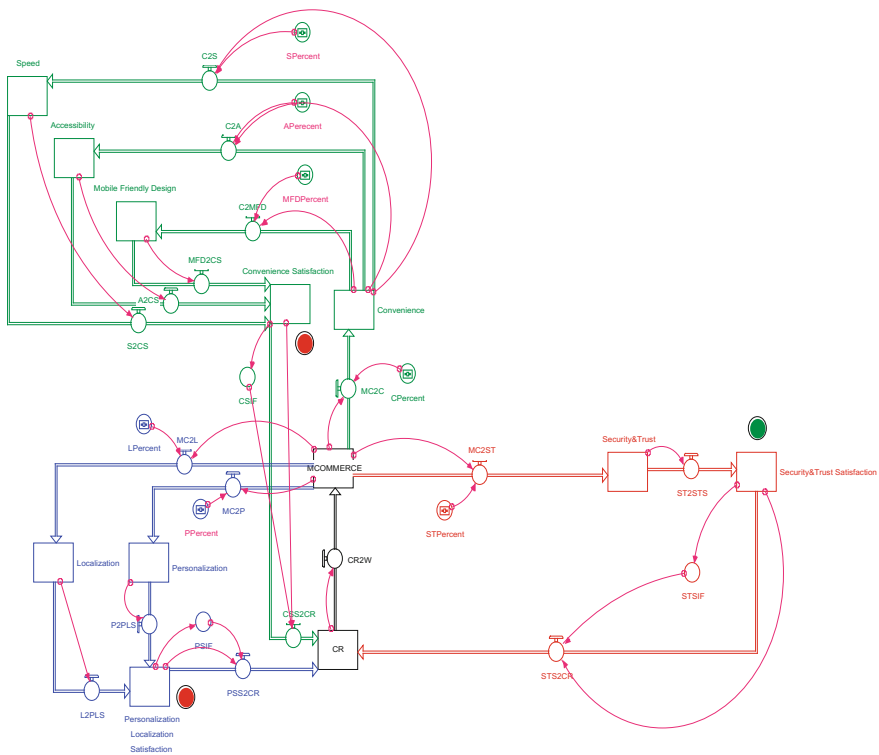 C2S
SPercent
Speed
Accessibility
C2A
APerecent
Mobile Friendly Design
C2MFD
MFDPercent
MFD2CS
Convenience Satisfaction
A2CS
Convenience
S2CS
CSIF
MC2C
CPercent
LPercent
MC2L
MCOMMERCE
MC2ST
Security&Trust
Security&Trust Satisfaction
ST2STS
MC2P
PPercent
STPercent
Localization
Personalization
CR2W
STSIF
P2PLS
PSIF
CSS2CR
CR
L2PLS
PSS2CR
STS2CR
Personalization
Localization
Satisfaction